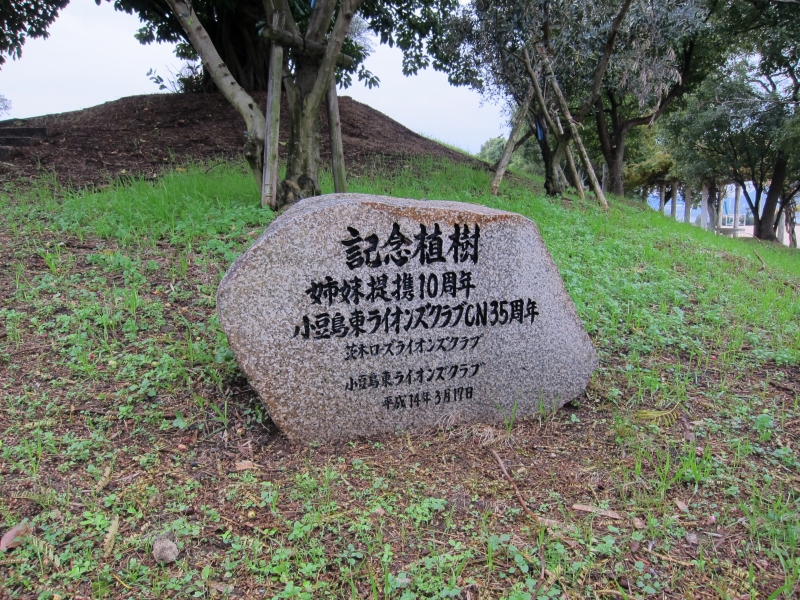 記念植樹
姉妹提携10周年
小豆島東ライオンズクラブCN35周年
茨木ローズライオンズクラブ
小豆島東ライオンズクラブ
平成14年3月17日